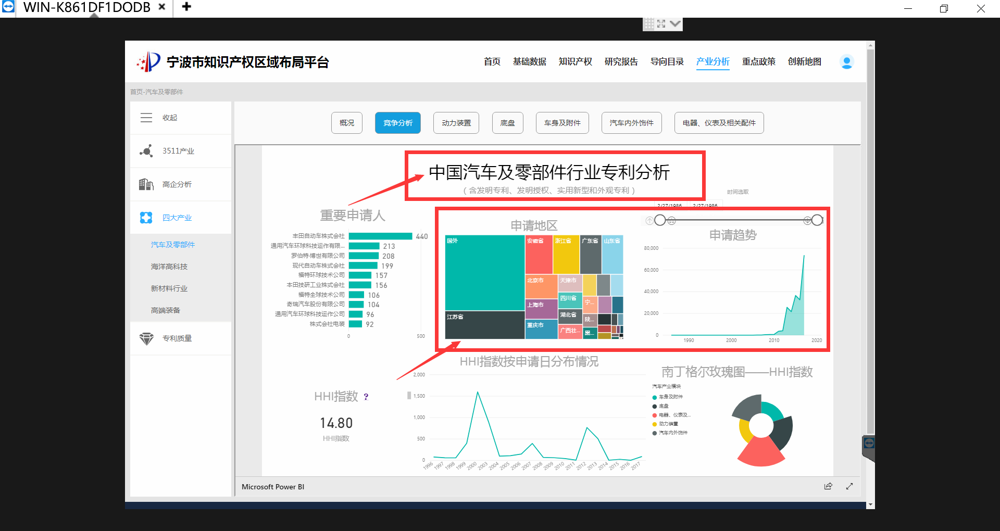 WIN-K861DF1DODB
宁波市知识产权区域布局平台
首页 基础数据 知识产权 研究报告 导向目录 产业分析 重点政策 创新地图
首页-汽车及零部件
收起
3511产业
高企分析
四大产业
汽车及零部件
海洋高科技
新材料行业
高端装备
专利质量
概况 竞争分析 动力装置 底盘 车身及附件 汽车内外饰件 电器、仪表及相关配件
中国汽车及零部件行业专利分析
（含发明专利、发明授权、实用新型和外观专利）
时间选取
2/27/1986 2/27/1986
重要申请人
丰田自动车株式会社 440
通用汽车环球科技运作有限... 213
罗伯特·博世有限公司 208
现代自动车株式会社 199
福特环球技术公司 157
本田技研工业株式会社 156
福特全球技术公司 106
奇瑞汽车股份有限公司 104
通用汽车环球科技运作公司 96
株式会社电装 92
0 500
申请地区
国外 安徽省 浙江省 广东省 山东省
北京市 天津市
四川省 宁...
上海市
江苏省 湖北省 陕...
重庆市 广西壮... 黑...
申请趋势
80,000
60,000
40,000
20,000
0
1990 2000 2010 2020
HHI指数 ?
14.80
HHI指数
HHI指数按申请日分布情况
2,000
1,500
1,000
500
0
1996 1997 1998 1999 2000 2003 2004 2005 2006 2007 2008 2009 2010 2011 2012 2013 2014 2015 2016 2017
南丁格尔玫瑰图——HHI指数
汽车产业模块
车身及附件
底盘
电器、仪表及...
动力装置
汽车内外饰件
Microsoft Power BI